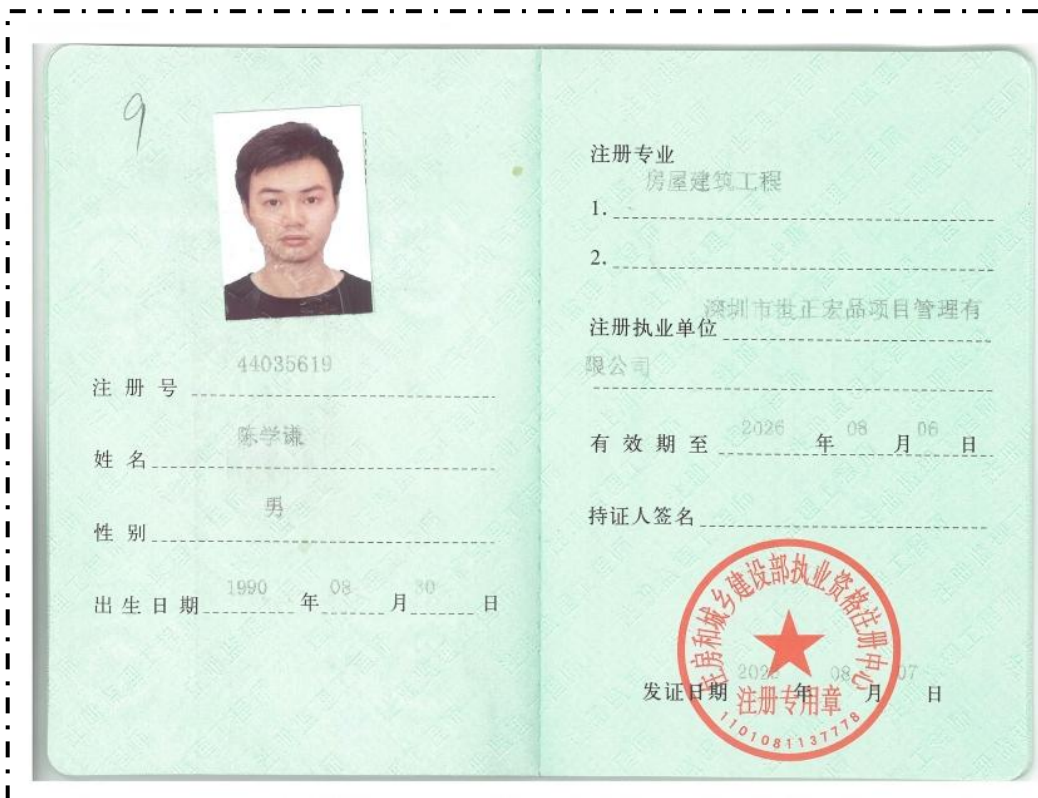 9
44035619
注 册 号
陈学谦
姓 名
男
性 别
出 生 日 期 1990 年 08 月 30 日
注册专业
房屋建筑工程
1.
2.
深圳市世正宏品项目管理有
注册执业单位
限公司
有 效 期 至 2026 年 08 月 06 日
持证人签名
住房和城乡建设部执业资格注册中心
发证日期 年 08 月 07 日
注册专用章
1101081137778